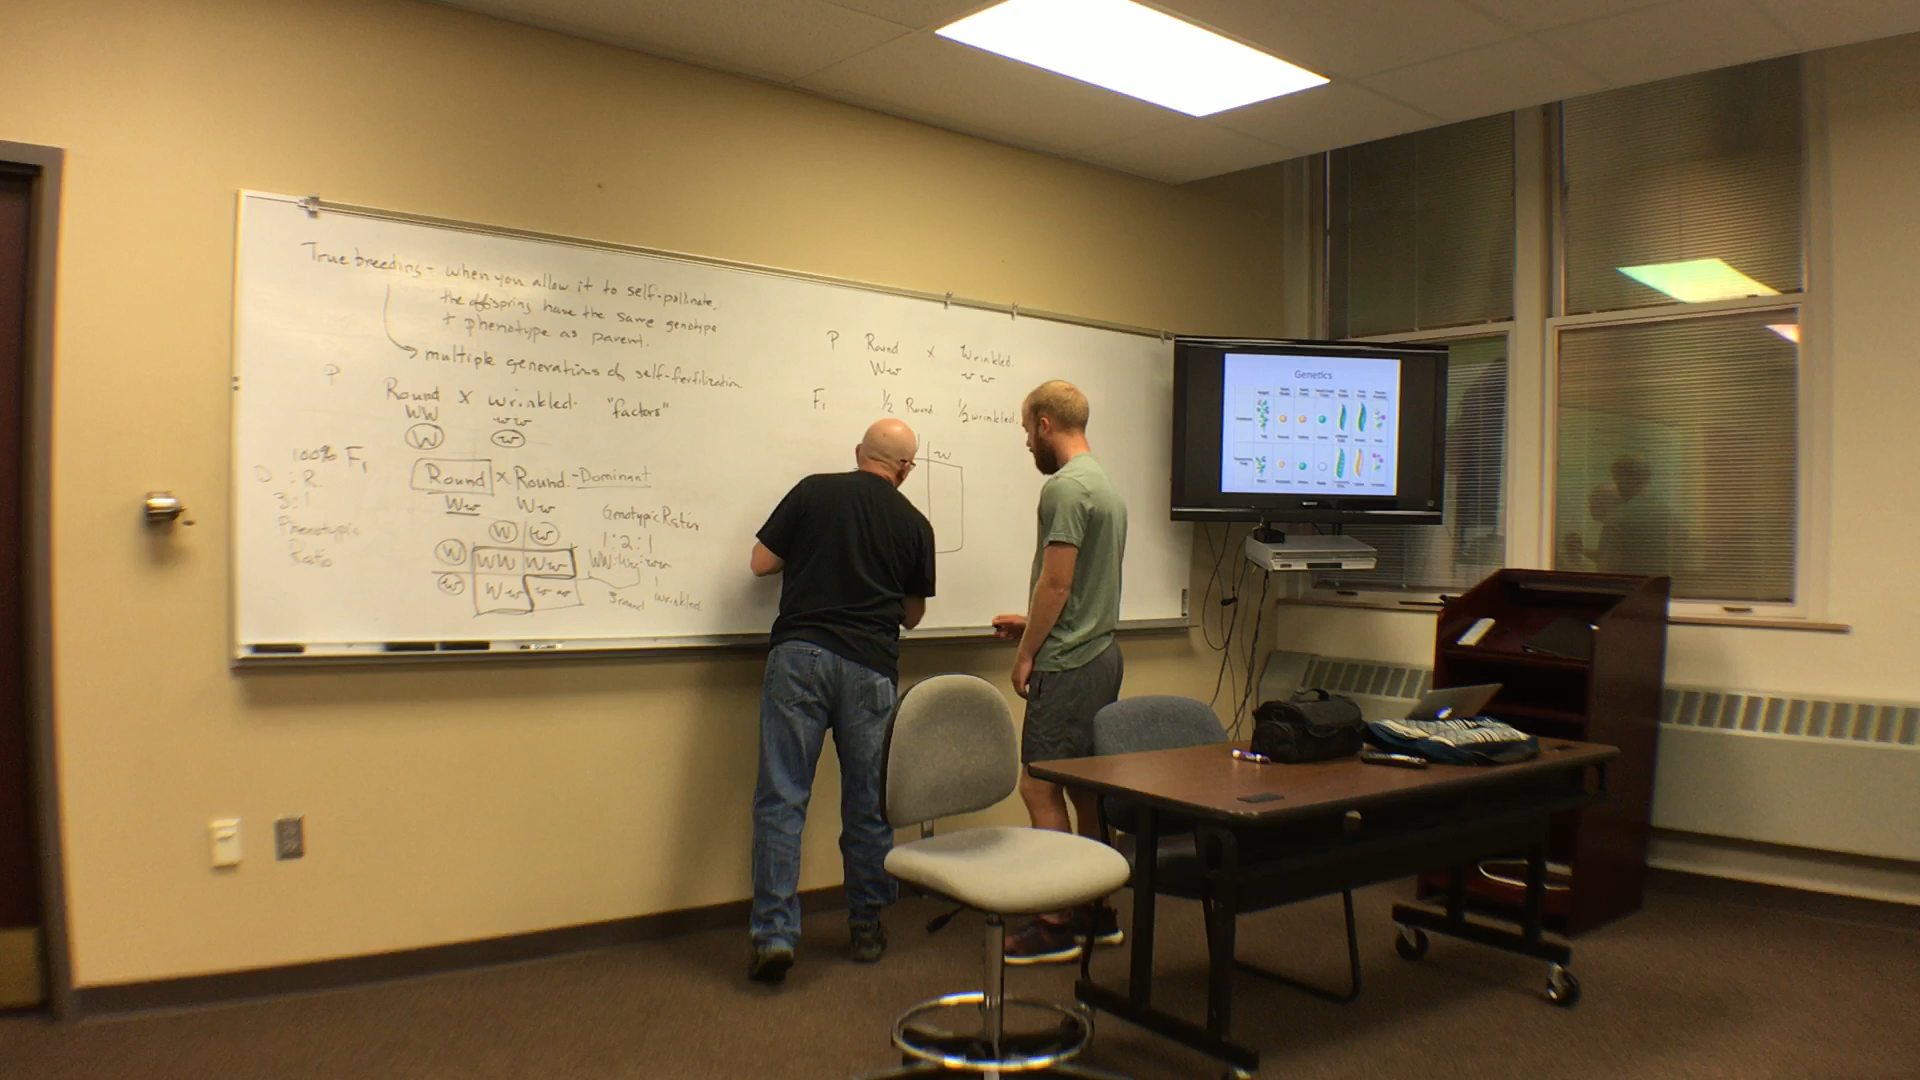 True breeding - when you allow it to self-pollinate,
the offspring have the same genotype
+ phenotype as parent.
multiple generations of self-fertilization
P
Round X wrinkled "factors"
WW ww
W w
100% F1
Round x Round - Dominant
Ww Ww
D : R
3 : 1
Phenotypic
Ratio
W w
W WW Ww
w Ww ww
Genotypic Ratio
1:2:1
WW:Ww:ww
3 round 1 wrinkled
P Round x Wrinkled
Ww ww
F1 1/2 Round 1/2 wrinkled
w
Genetics